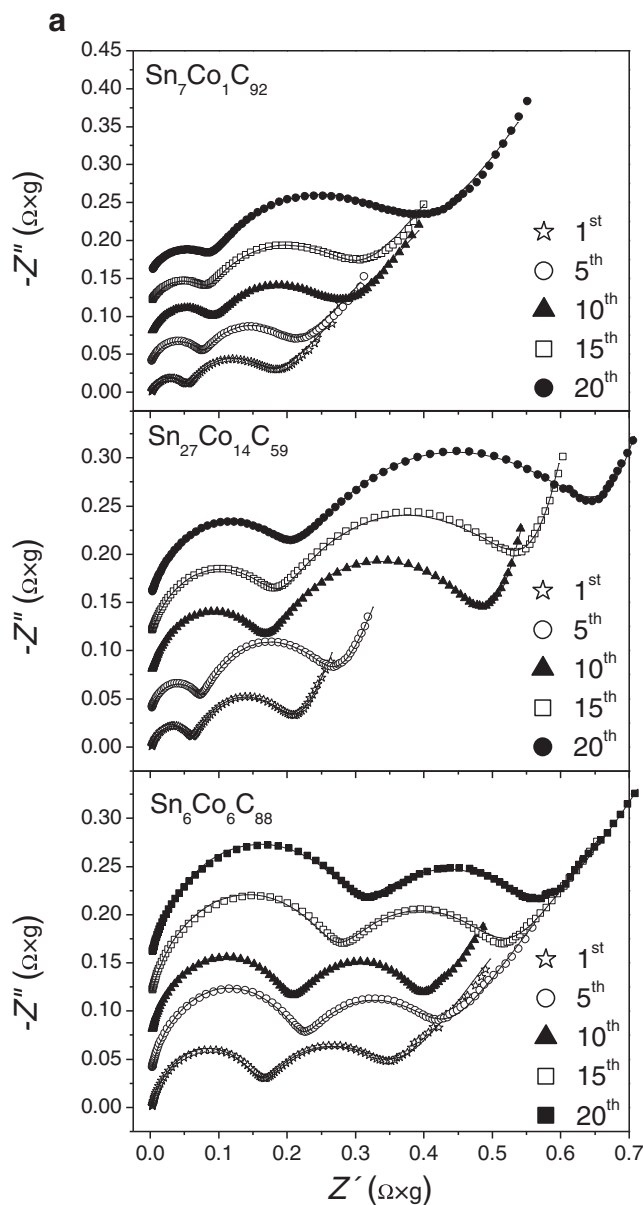 a
Sn7Co1C92
0.45
0.40
0.35
0.30
0.25
0.20
0.15
0.10
0.05
0.00
-Z″ (Ω×g)
1st
5th
10th
15th
20th
Sn27Co14C59
0.30
0.25
0.20
0.15
0.10
0.05
0.00
-Z″ (Ω×g)
1st
5th
10th
15th
20th
Sn6Co6C88
0.25
0.20
0.15
0.10
0.05
0.00
-Z″ (Ω×g)
1st
5th
10th
15th
20th
0.0 0.1 0.2 0.3 0.4 0.5 0.6 0.7
Z´ (Ω×g)